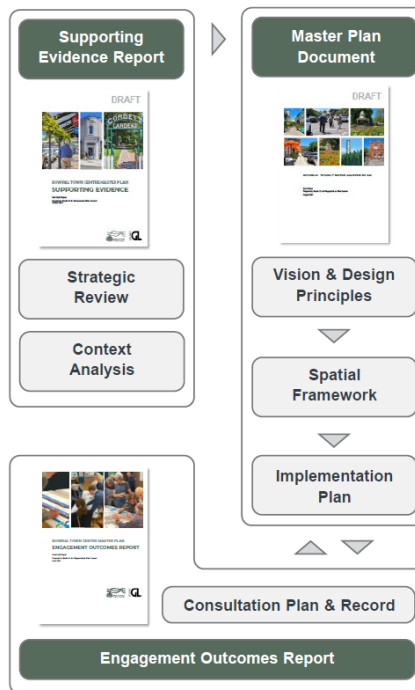 Supporting
Evidence Report
DRAFT
CORBETT
GARDENS
BOWRAL TOWN CENTRE MASTER PLAN
SUPPORTING EVIDENCE
Strategic
Review
Context
Analysis
Master Plan
Document
DRAFT
Vision & Design
Principles
Spatial
Framework
Implementation
Plan
BOWRAL TOWN CENTRE MASTER PLAN
ENGAGEMENT OUTCOMES REPORT
Consultation Plan & Record
Engagement Outcomes Report